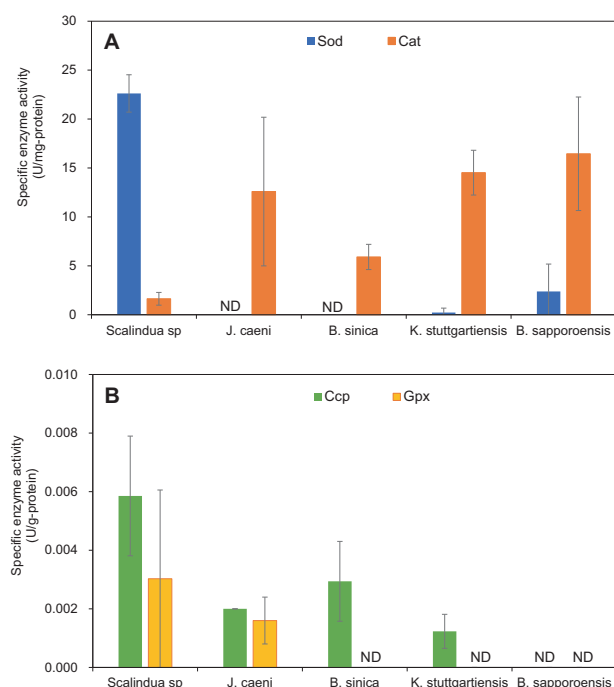 A
Sod Cat
Specific enzyme activity
(U/mg-protein)
30
25
20
15
10
5
0
ND ND
Scalindua sp J. caeni B. sinica K. stuttgartiensis B. sapporoensis
B
Ccp Gpx
Specific enzyme activity
(U/g-protein)
0.010
0.008
0.006
0.004
0.002
0.000
ND ND ND ND
Scalindua sp J. caeni B. sinica K. stuttgartiensis B. sapporoensis